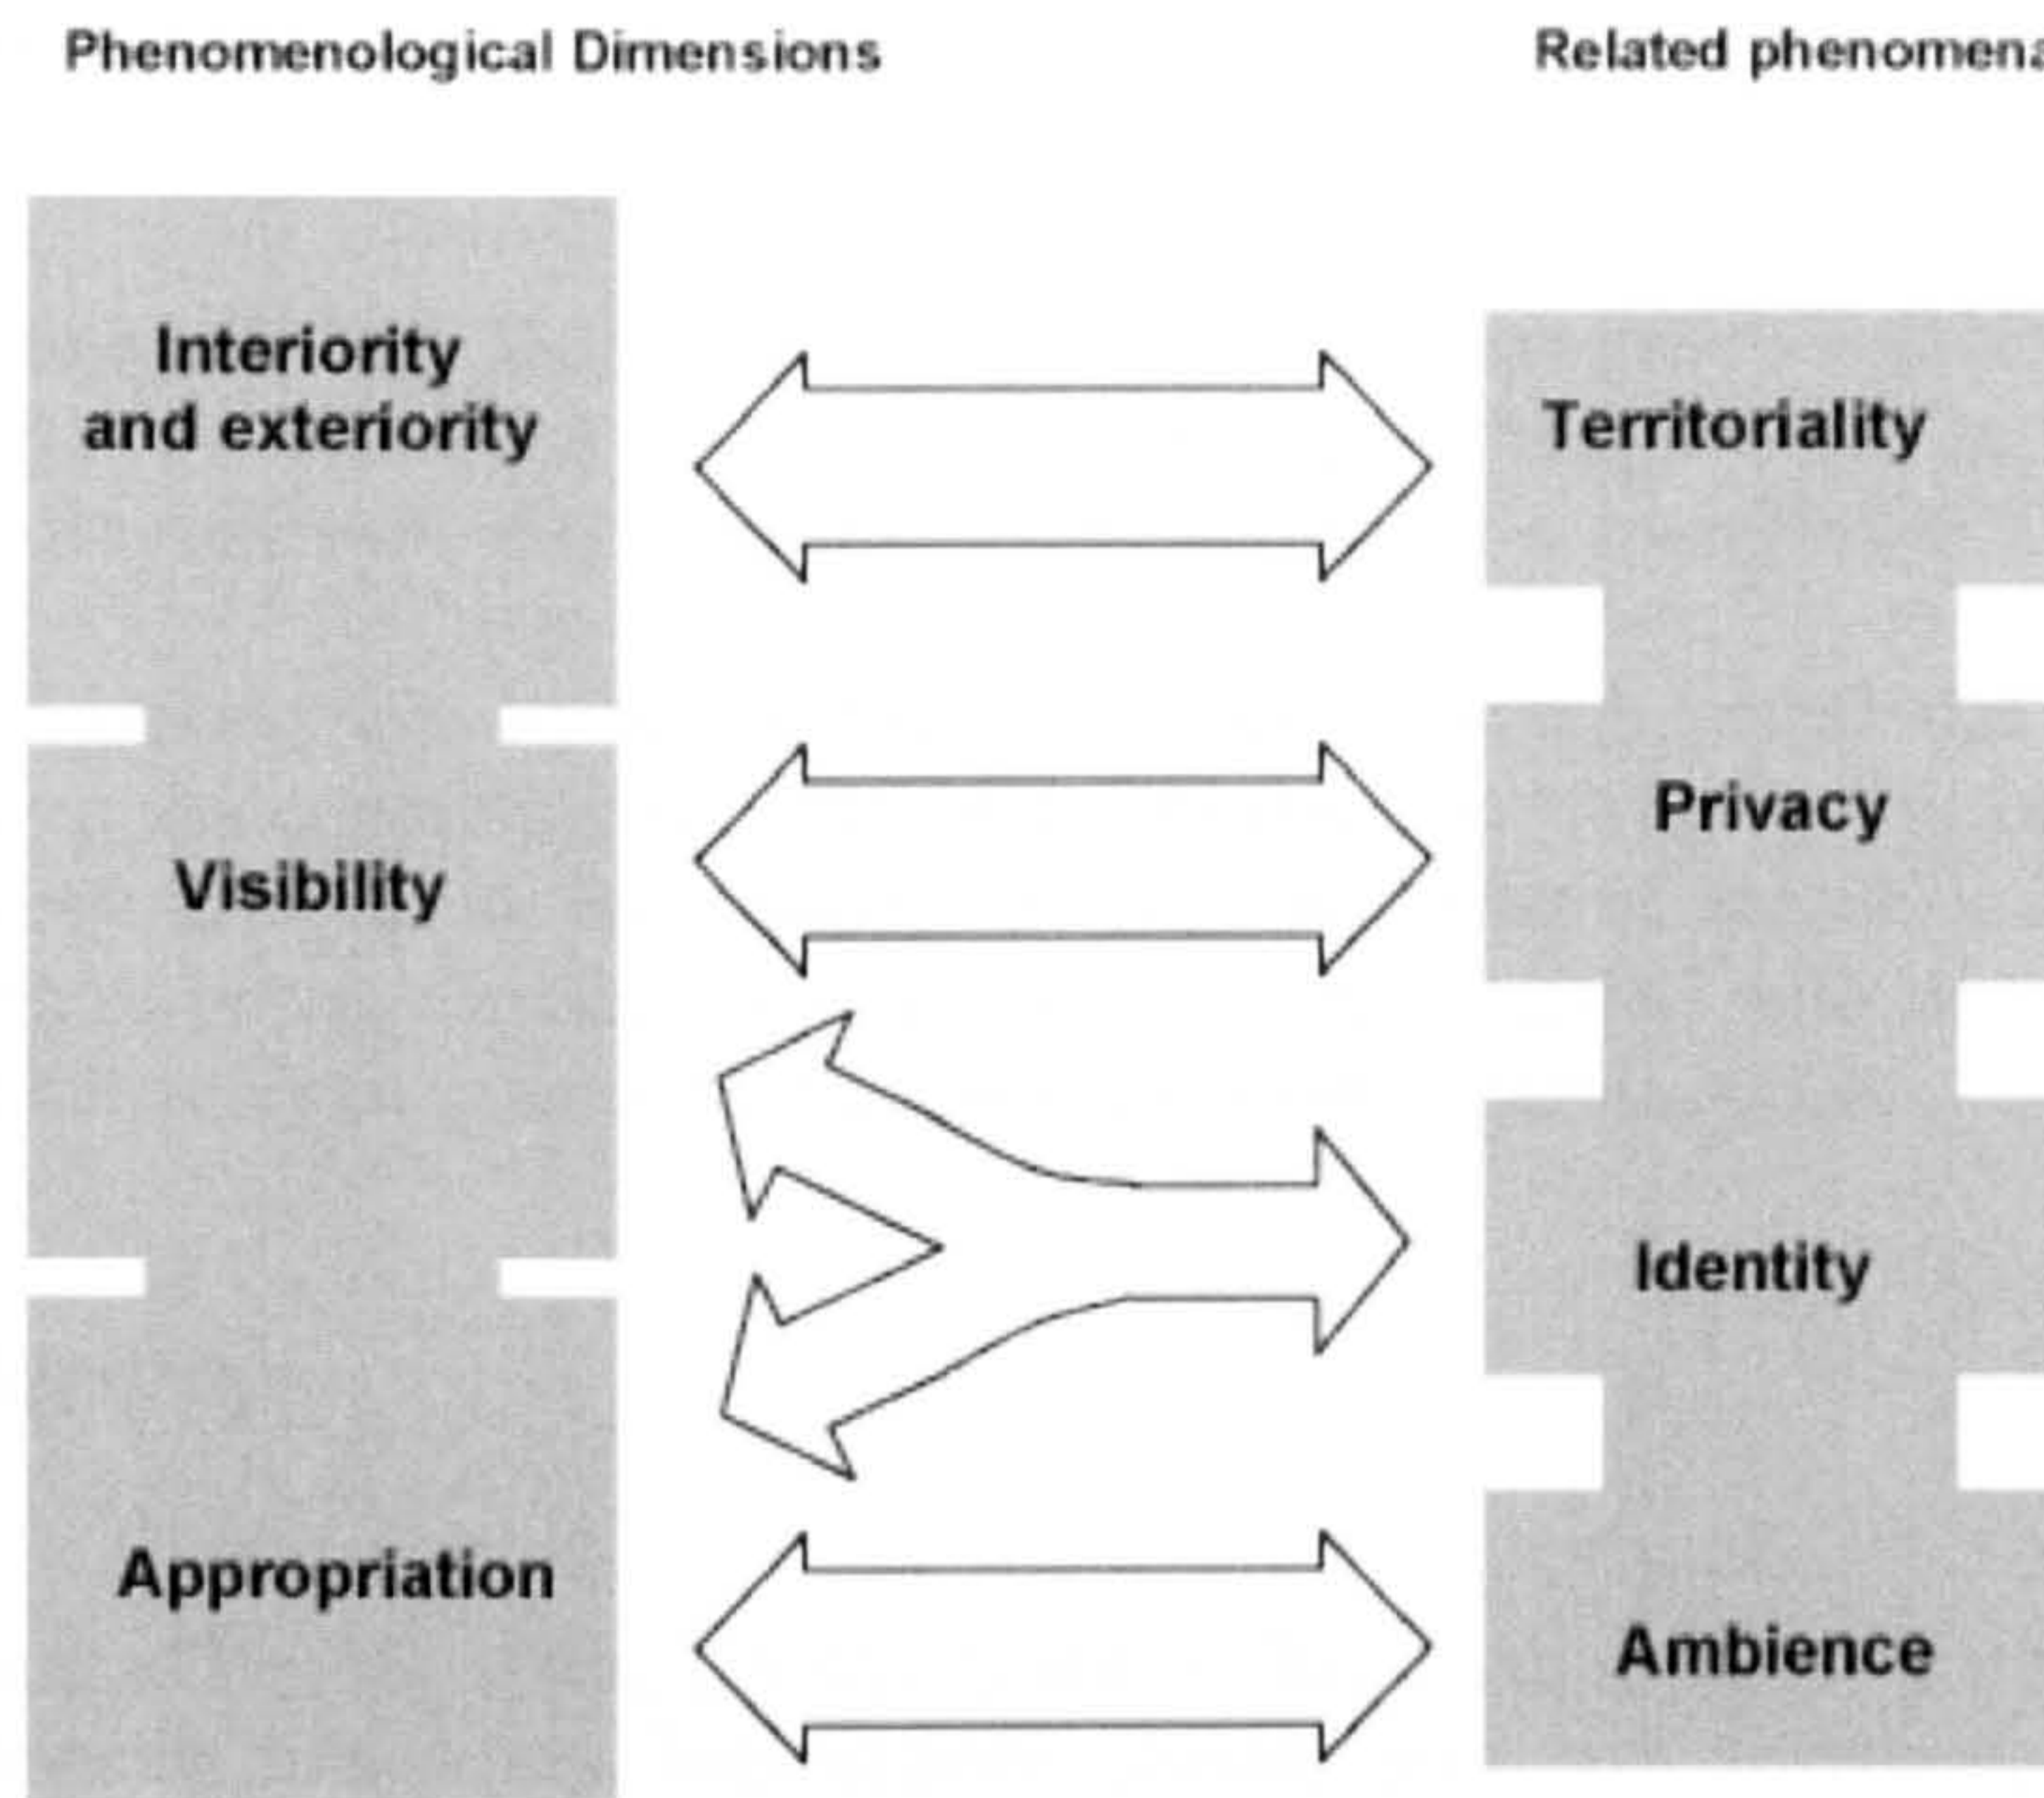 Phenomenological Dimensions
Related phenomena
Interiority
and exteriority
Territoriality
Privacy
Visibility
Identity
Appropriation
Ambience